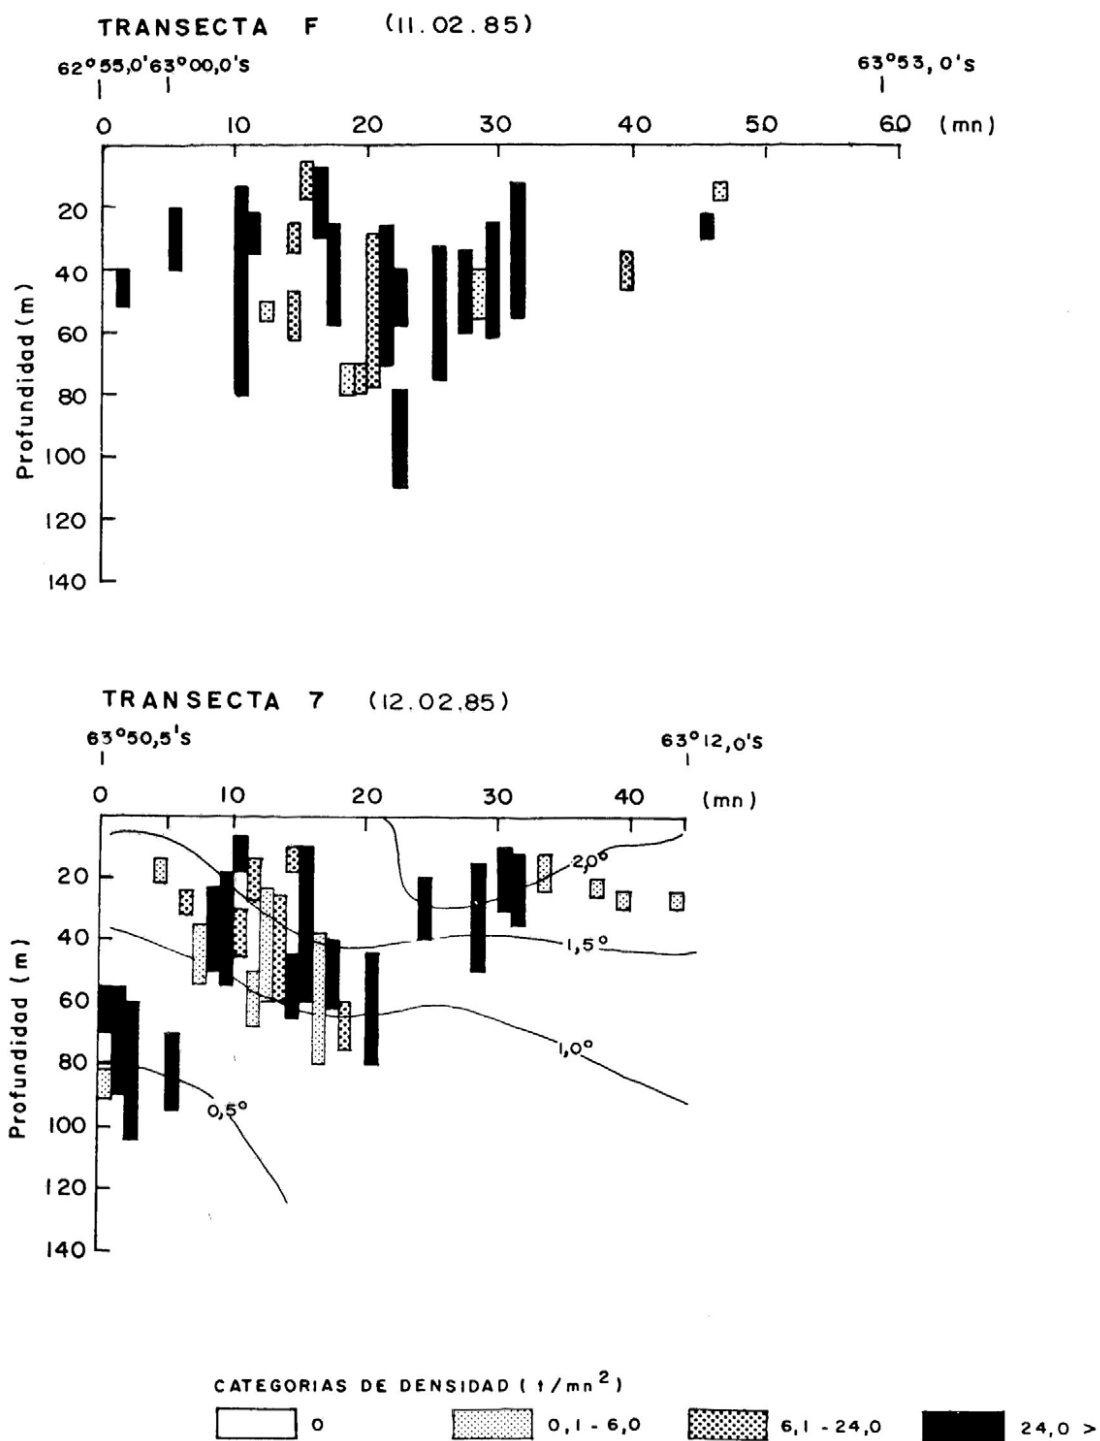 TRANSECTA F (11.02.85)
62°55,0' 63°00,0's 63°53,0's
0 10 20 30 40 50 60 (mn)
20
40
60
80
100
120
140
Profundidad (m)
TRANSECTA 7 (12.02.85)
63°50,5's 63°12,0's
0 10 20 30 40 (mn)
20
40
60
80
100
120
140
Profundidad (m)
2,0°
1,5°
1,0°
0,5°
CATEGORIAS DE DENSIDAD (t/mn²)
0 0,1-6,0 6,1-24,0 24,0 >